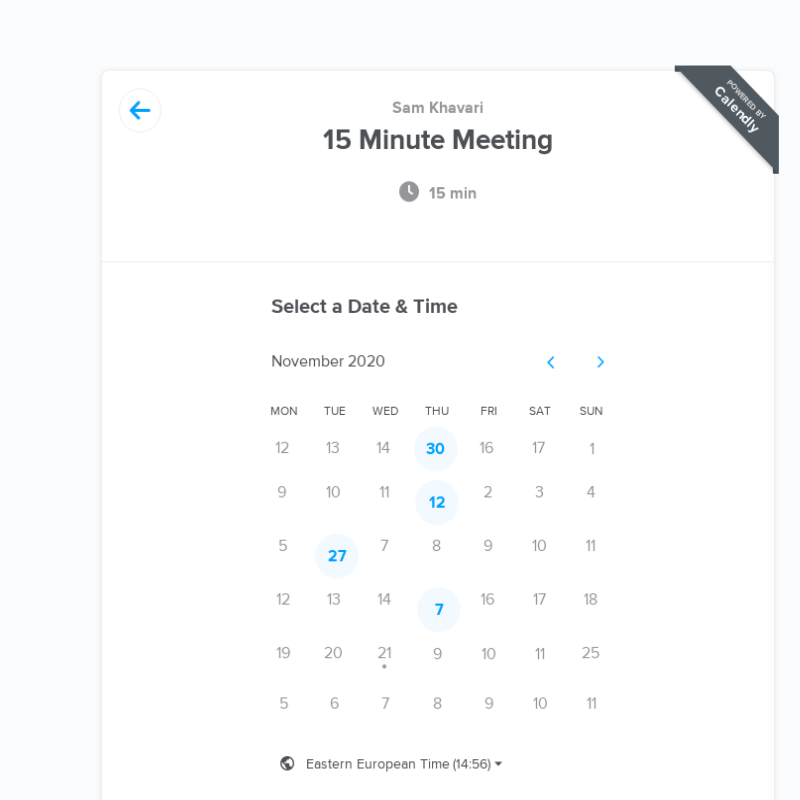 POWERED BY
Calendly
Sam Khavari
15 Minute Meeting
15 min
Select a Date & Time
November 2020
MON TUE WED THU FRI SAT SUN
12 13 14 30 16 17 1
9 10 11 12 2 3 4
5 27 7 8 9 10 11
12 13 14 7 16 17 18
19 20 21 9 10 11 25
5 6 7 8 9 10 11
Eastern European Time (14:56)